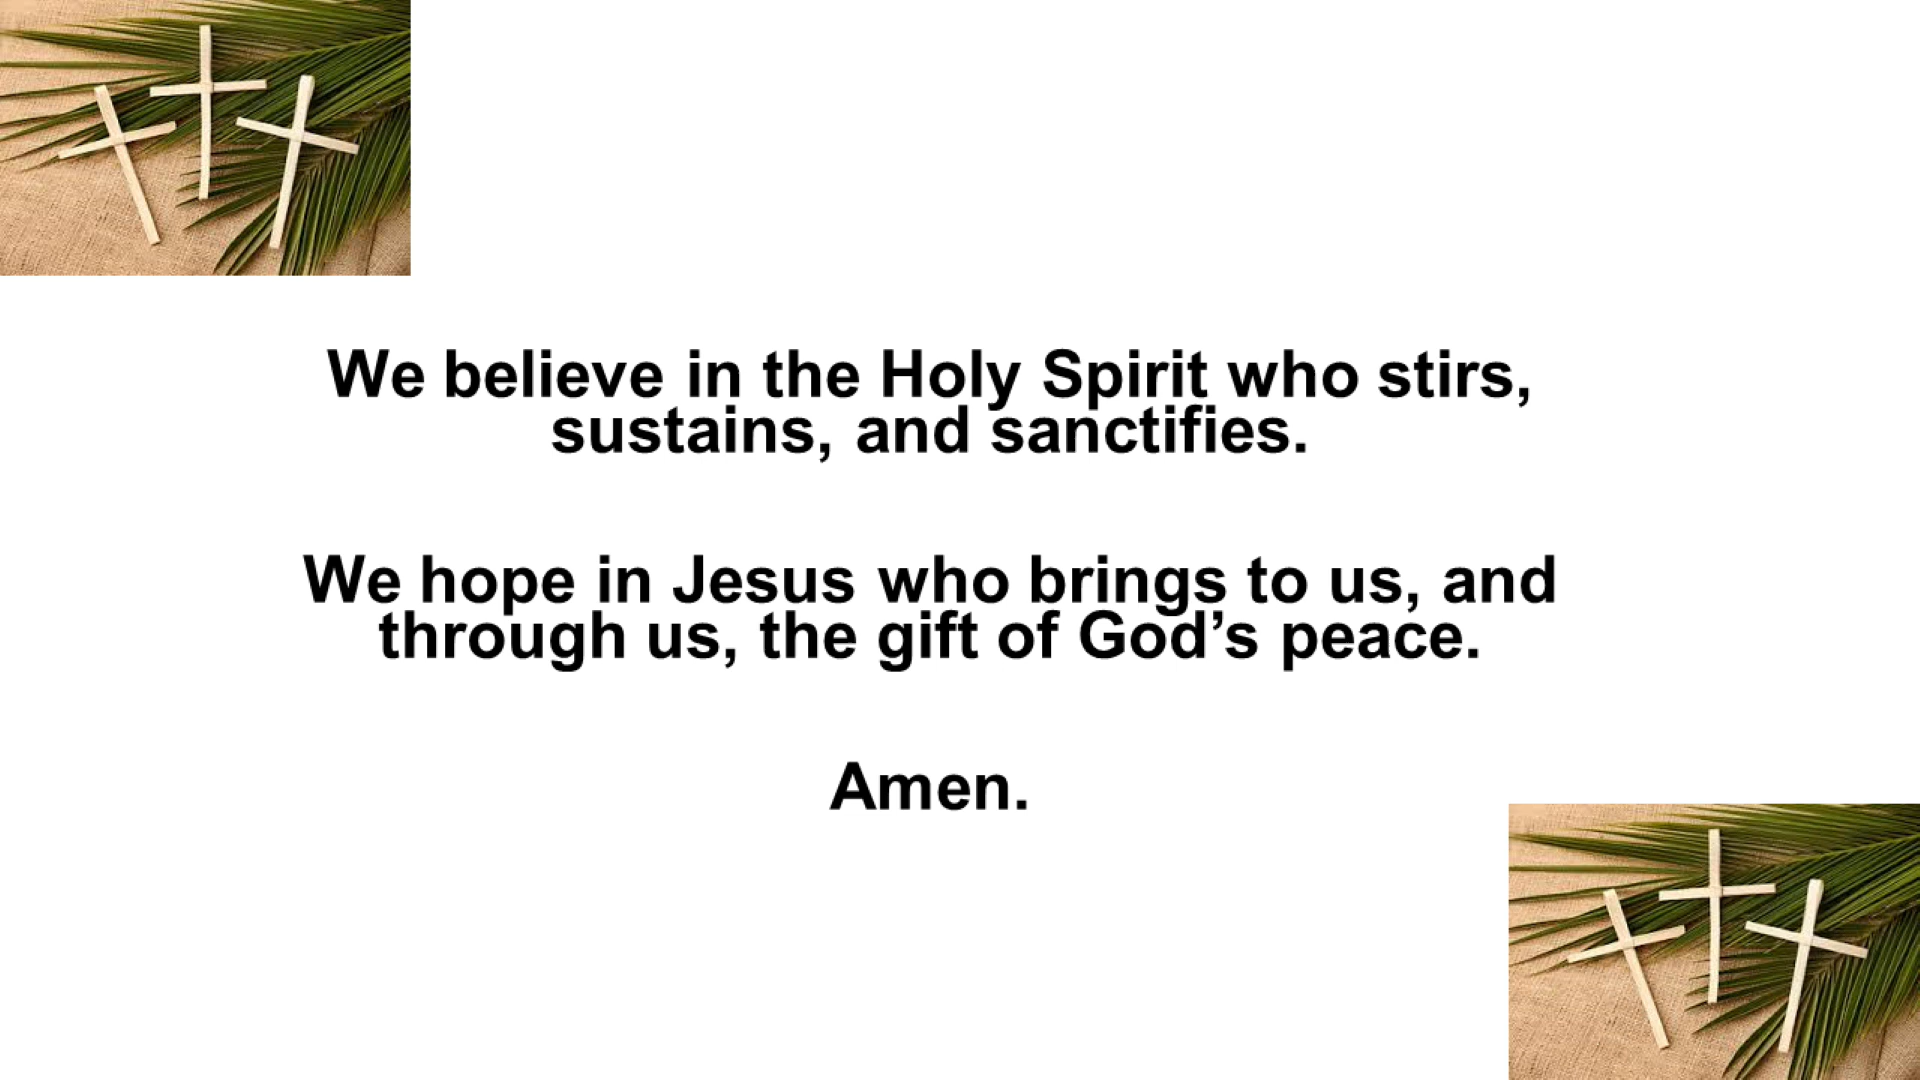 We believe in the Holy Spirit who stirs,
sustains, and sanctifies.
We hope in Jesus who brings to us, and
through us, the gift of God’s peace.
Amen.